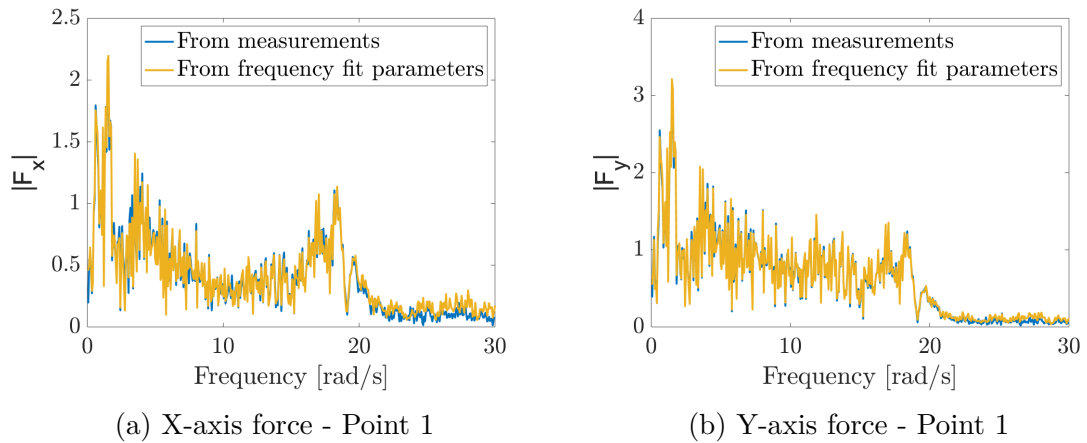 2.5
2
1.5
1
0.5
0
|F_x|
From measurements
From frequency fit parameters
0 10 20 30
Frequency [rad/s]
(a) X-axis force - Point 1
4
3
2
1
0
|F_y|
From measurements
From frequency fit parameters
0 10 20 30
Frequency [rad/s]
(b) Y-axis force - Point 1